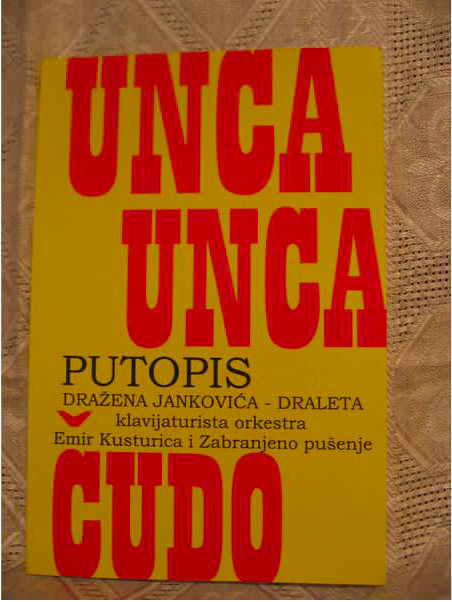 UNCA
UNCA
PUTOPIS
DRAŽENA JANKOVIĆA - DRALETA
klavijaturista orkestra
Emir Kusturica i Zabranjeno pušenje
ČUDO